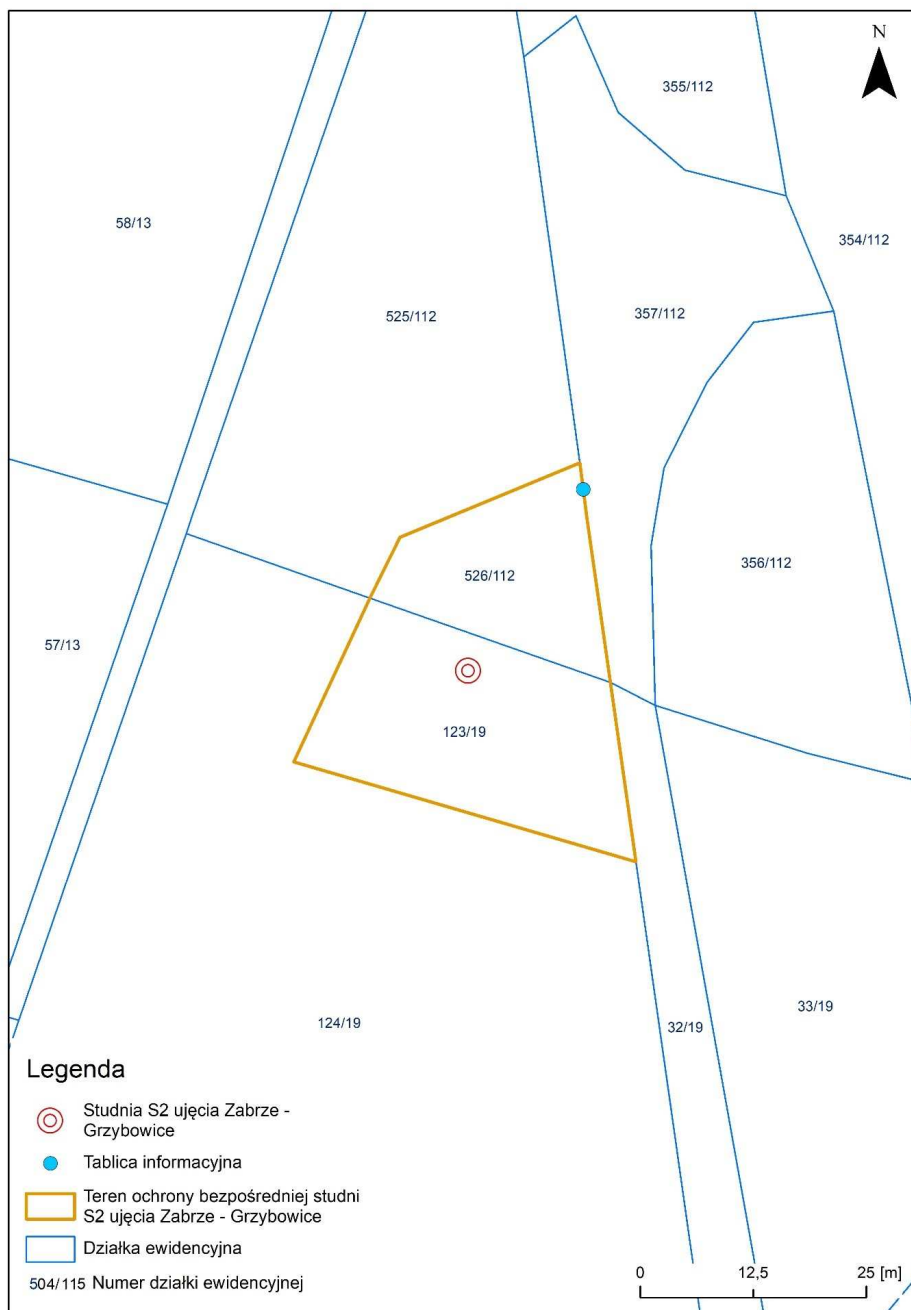 N
355/112
58/13
354/112
525/112
357/112
526/112
356/112
57/13
123/19
33/19
124/19
32/19
Legenda
Studnia S2 ujęcia Zabrze -
Grzybowice
Tablica informacyjna
Teren ochrony bezpośredniej studni
S2 ujęcia Zabrze - Grzybowice
Działka ewidencyjna
504/115 Numer działki ewidencyjnej
0 12,5 25 [m]